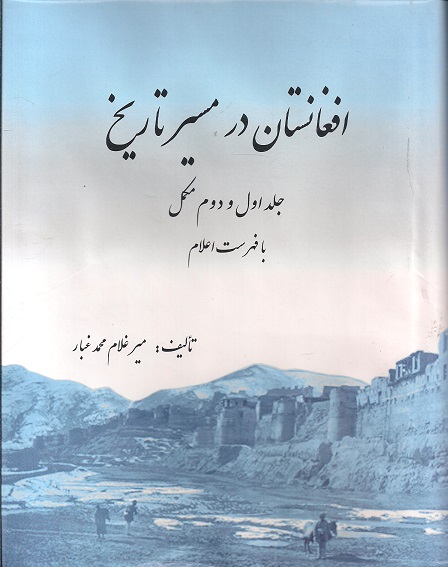 افغانستان در مسیر تاریخ
جلد اول و دوم مکمل
با فهرست اعلام
تألیف: میر غلام محمد غبار